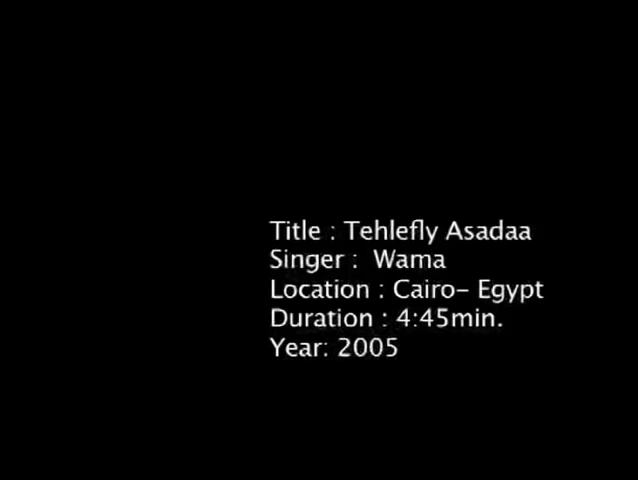 Title : Tehlefly Asadaa
Singer :  Wama
Location : Cairo- Egypt
Duration : 4:45min.
Year: 2005